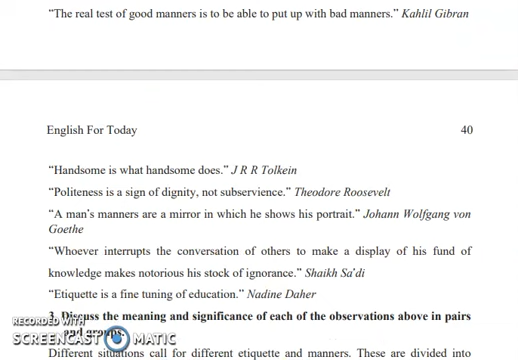 “The real test of good manners is to be able to put up with bad manners.” Kahlil Gibran
English For Today 40
“Handsome is what handsome does.” J R R Tolkein
“Politeness is a sign of dignity, not subservience.” Theodore Roosevelt
“A man's manners are a mirror in which he shows his portrait.” Johann Wolfgang von
Goethe
“Whoever interrupts the conversation of others to make a display of his fund of
knowledge makes notorious his stock of ignorance.” Shaikh Sa'di
“Etiquette is a fine tuning of education.” Nadine Daher
3. Discuss the meaning and significance of each of the observations above in pairs
and groups.
RECORDED WITH
SCREENCAST MATIC
Different situations call for different etiquette and manners. These are divided into